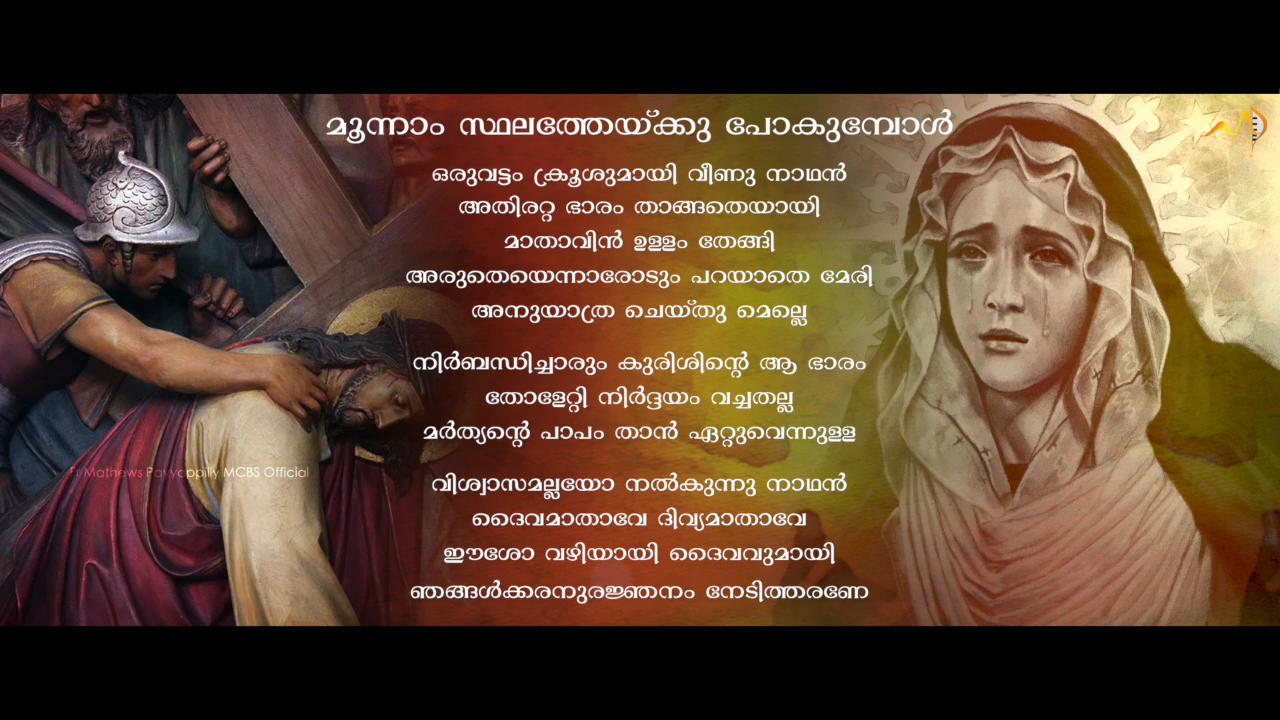 മൂന്നാം സ്ഥലത്തേയ്ക്കു പോകുമ്പോൾ
ഒരുവട്ടം ക്രൂശുമായി വീണു നാഥൻ
അതിരറ്റ ഭാരം താങ്ങതെയായി
മാതാവിൻ ഉള്ളം തേങ്ങി
അരുതെയെന്നാരോടും പറയാതെ മേരി
അനുയാത്ര ചെയ്തു മെല്ലെ
നിർബന്ധിച്ചാരും കുരിശിന്റെ ആ ഭാരം
തോളേറ്റി നിർദ്ദയം വച്ചതല്ല
മർത്യന്റെ പാപം താൻ ഏറ്റുവെന്നുള്ള
വിശ്വാസമല്ലയോ നൽകുന്നു നാഥൻ
ദൈവമാതാവേ ദിവ്യമാതാവേ
ഈശോ വഴിയായി ദൈവവുമായി
ഞങ്ങൾക്കരനുരഞ്ജനം നേടിത്തരണേ
Fr Mathews Payyappilly MCBS Official